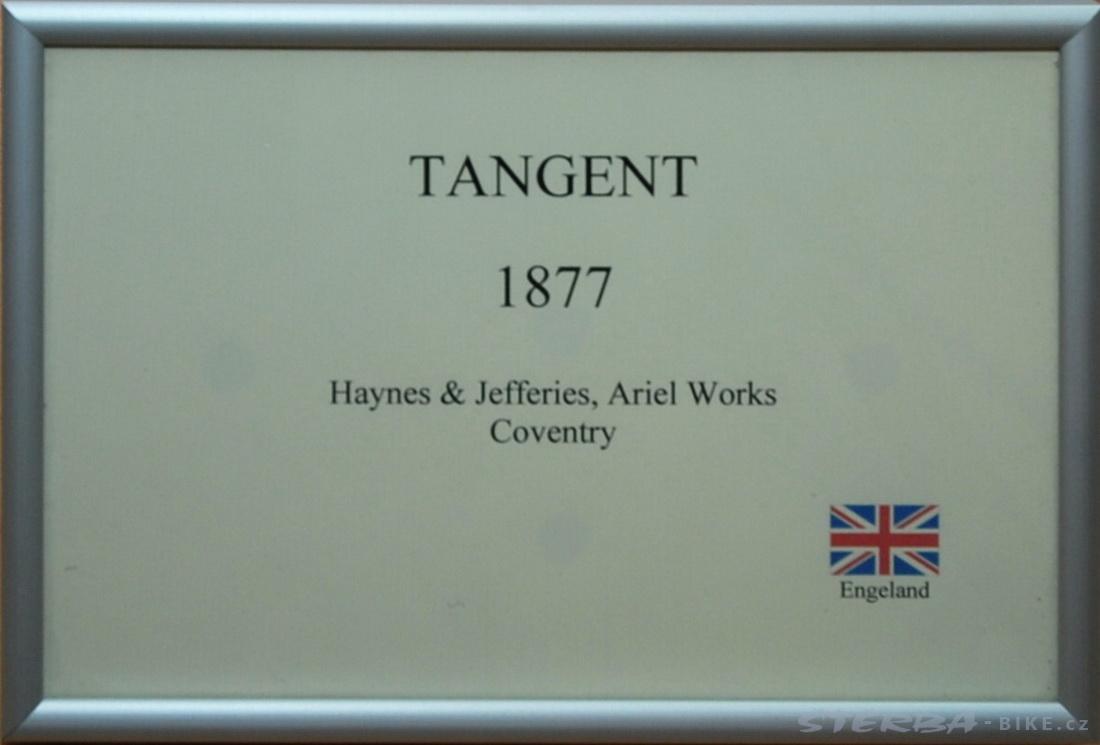 TANGENT
1877
Haynes & Jefferies, Ariel Works
Coventry
Engeland
STERBA-BIKE.cz